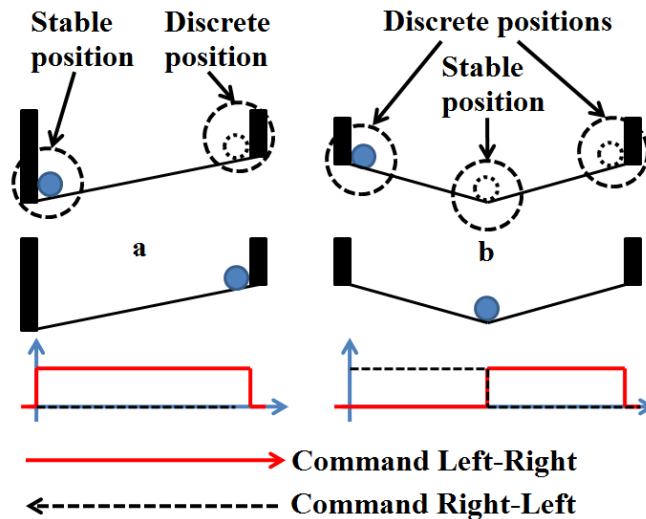 Stable
position
Discrete
position
Discrete positions
Stable
position
a
b
Command Left-Right
Command Right-Left